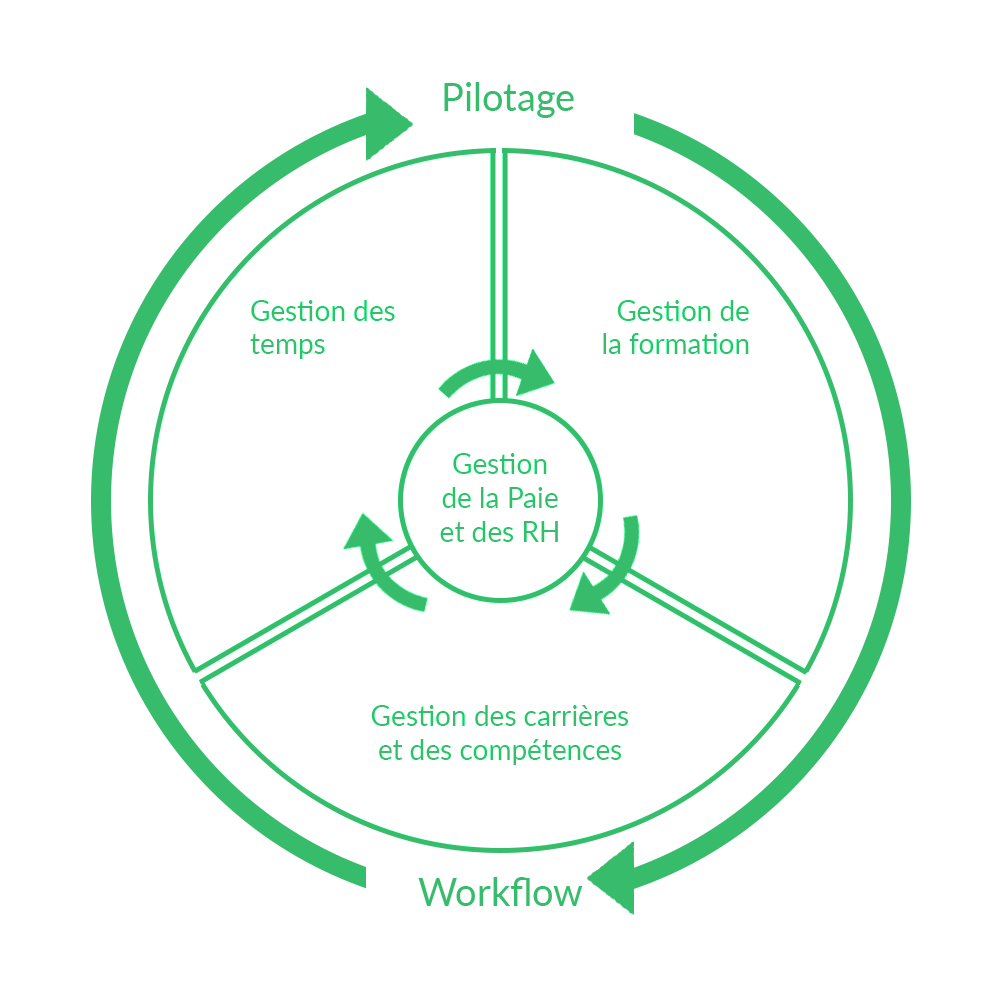 Pilotage
Gestion des
temps
Gestion de
la formation
Gestion
de la Paie
et des RH
Gestion des carrières
et des compétences
Workflow